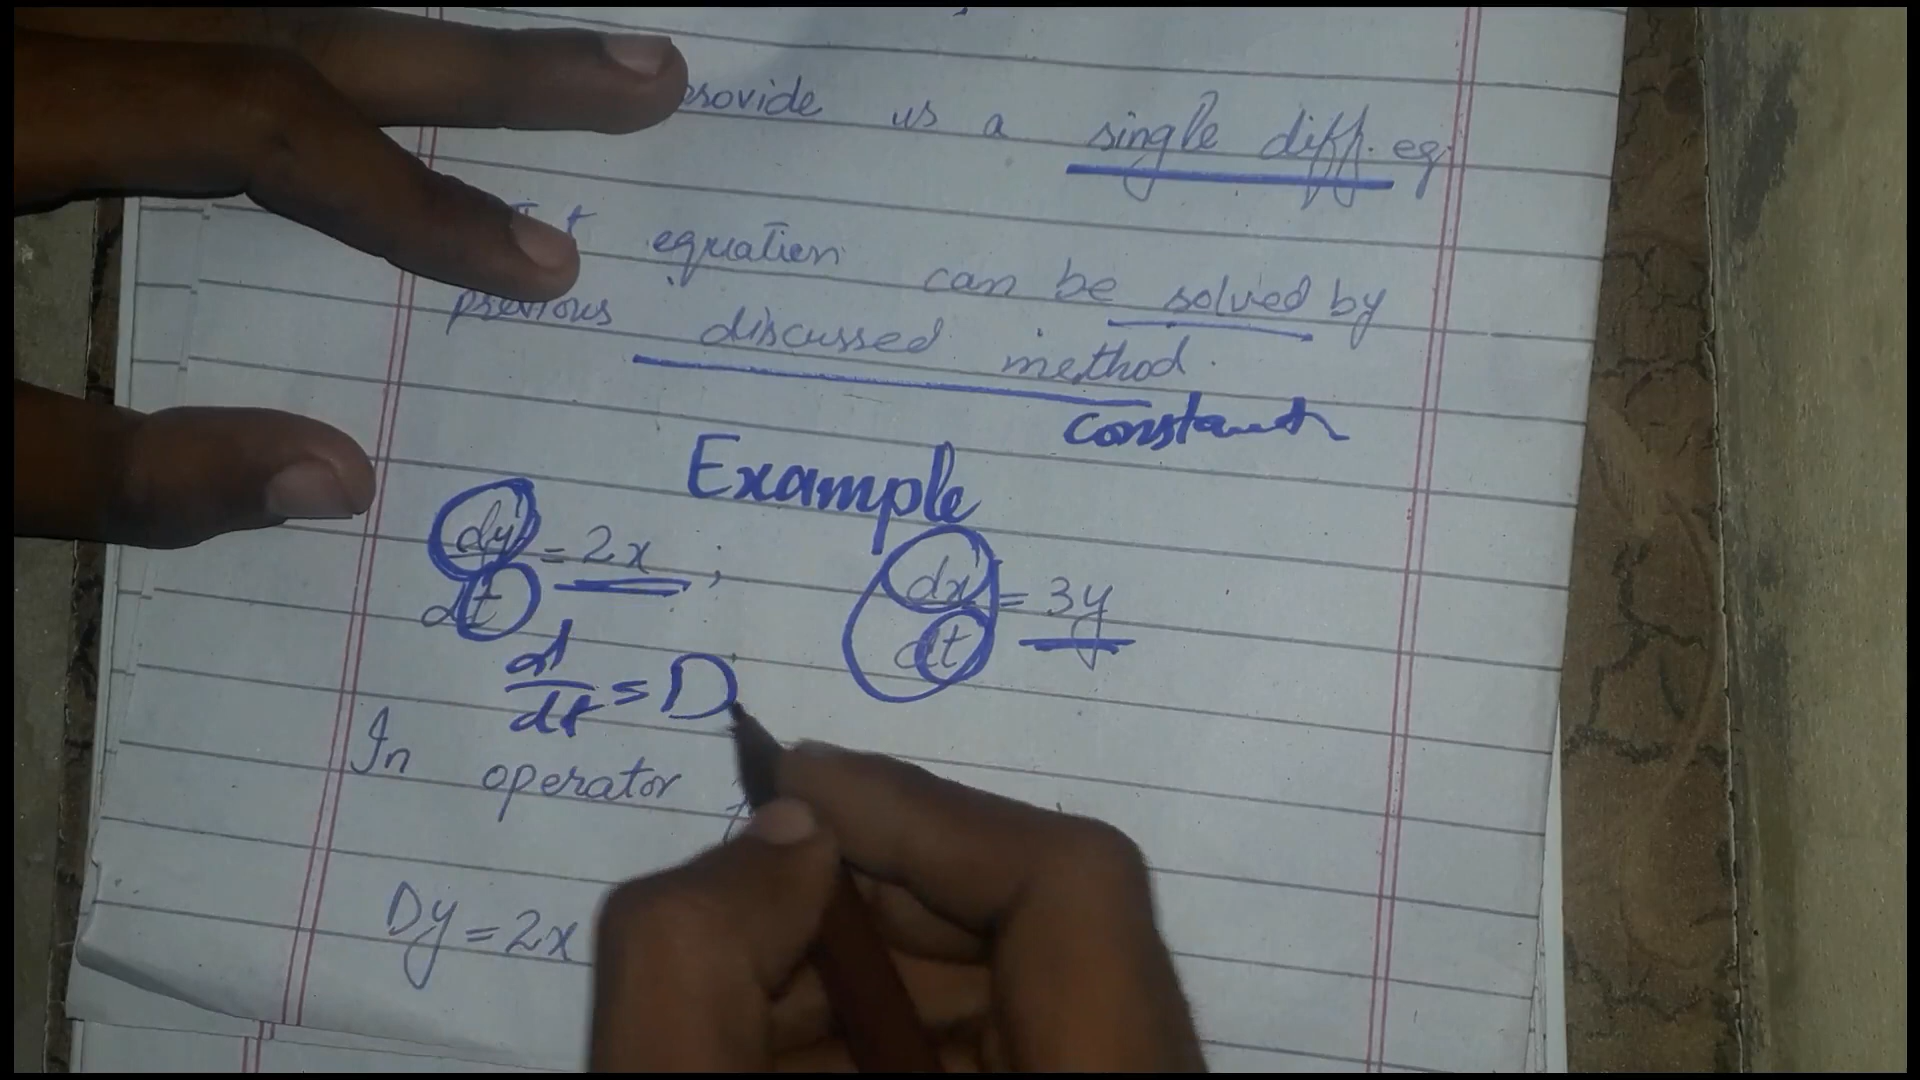 provide us a single diff. eq
equation can be solved by
previous discussed method.
constant
Example
dy/dt = 2x ; dx/dt = 3y
d/dt = D
In operator
Dy = 2x